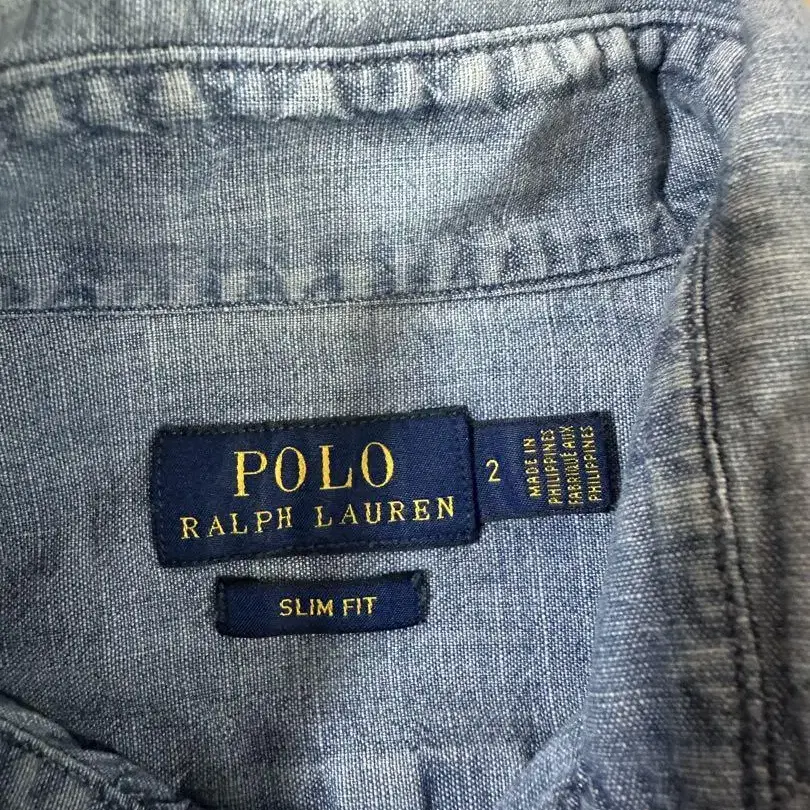 POLO
RALPH LAUREN
2
MADE IN
PHILIPPINES
FABRIQUÉ AUX
PHILIPPINES
SLIM FIT